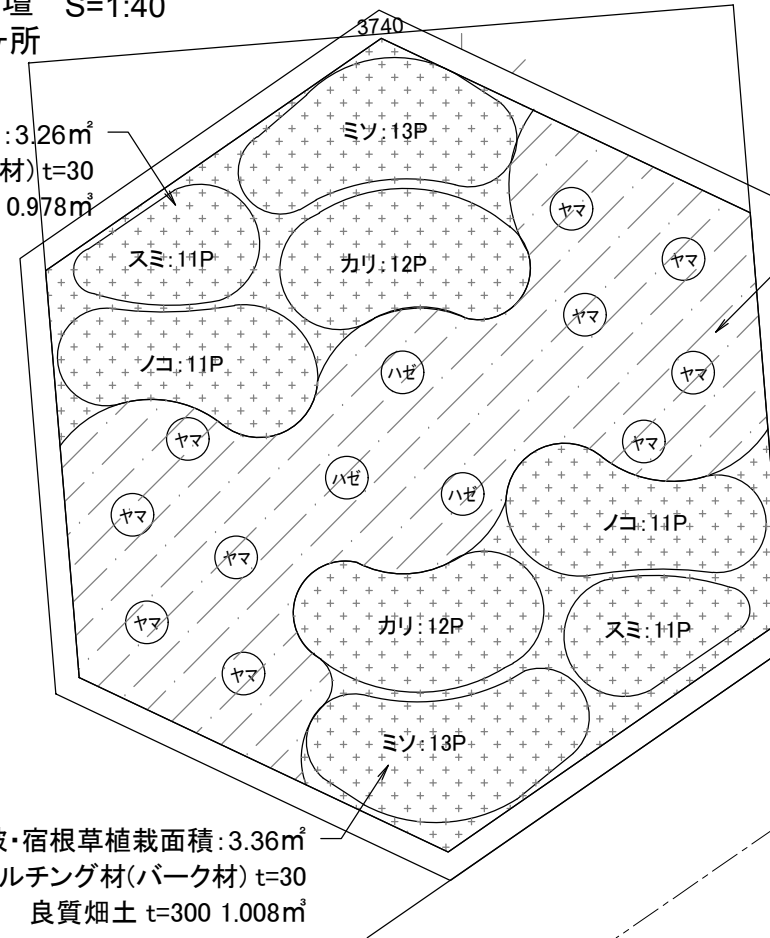 壇 S=1:40
ヶ所
3740
:3.26㎡
材) t=30
0.978㎥
ミソ:13P
スミ:11P
カリ:12P
ノコ:11P
ヤマ
ヤマ
ヤマ
ヤマ
ヤマ
ハゼ
ハゼ
ハゼ
ヤマ
ヤマ
ヤマ
ヤマ
ヤマ
ノコ:11P
カリ:12P
スミ:11P
ミソ:13P
・宿根草植栽面積:3.36㎡
ルチング材(バーク材) t=30
良質畑土 t=300 1.008㎥